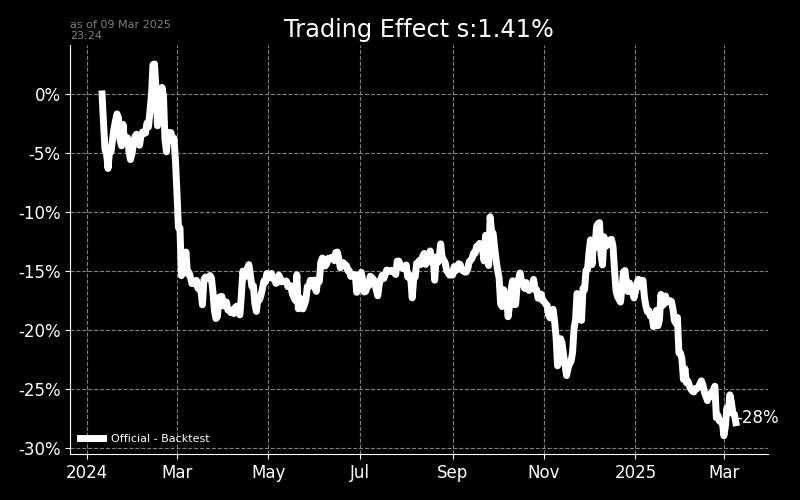 as of 09 Mar 2025
23:24
Trading Effect s:1.41%
0%
-5%
-10%
-15%
-20%
-25%
-30%
-28%
Official - Backtest
2024 Mar May Jul Sep Nov 2025 Mar